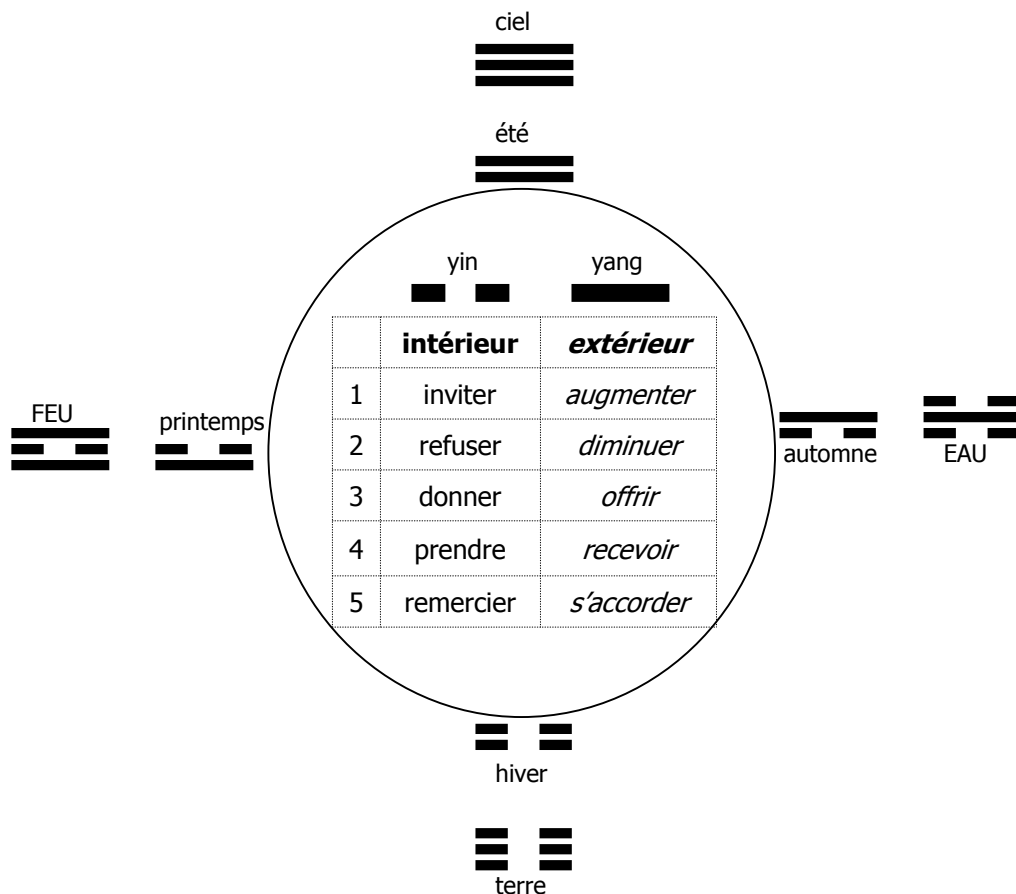 ciel
été
yin yang
intérieur extérieur
1 inviter augmenter
2 refuser diminuer
3 donner offrir
4 prendre recevoir
5 remercier s’accorder
FEU
printemps
automne
EAU
hiver
terre